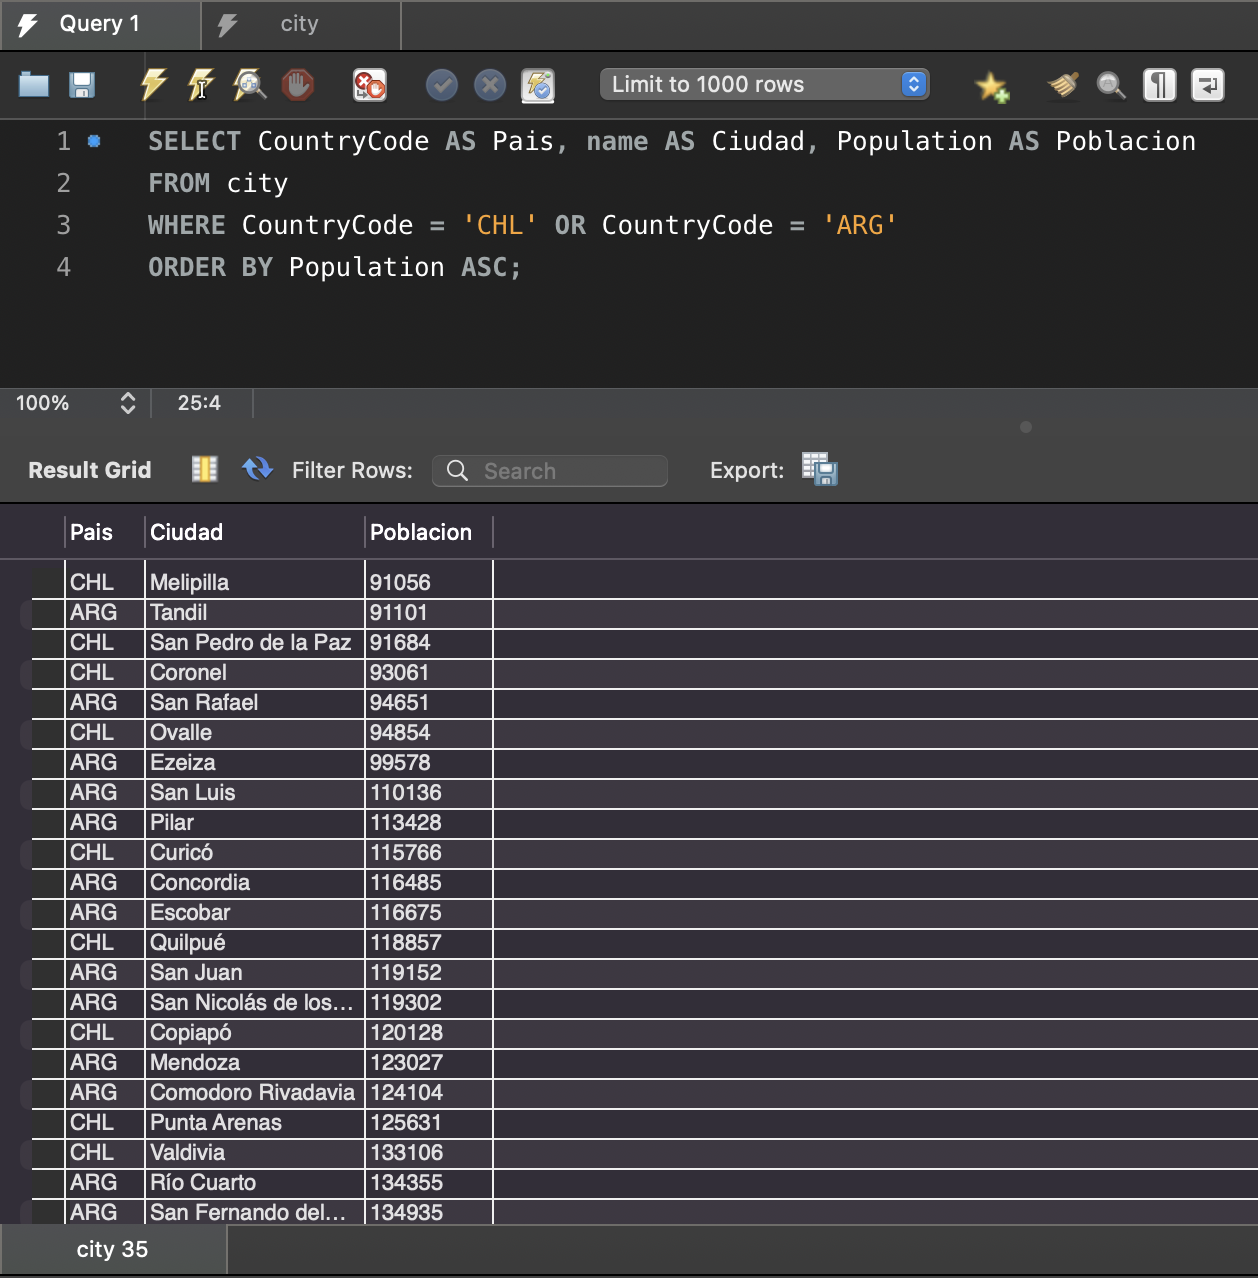 Query 1 city
Limit to 1000 rows
1 SELECT CountryCode AS Pais, name AS Ciudad, Population AS Poblacion
2 FROM city
3 WHERE CountryCode = 'CHL' OR CountryCode = 'ARG'
4 ORDER BY Population ASC;
100% 25:4
Result Grid Filter Rows: Search Export:
Pais Ciudad Poblacion
CHL Melipilla 91056
ARG Tandil 91101
CHL San Pedro de la Paz 91684
CHL Coronel 93061
ARG San Rafael 94651
CHL Ovalle 94854
ARG Ezeiza 99578
ARG San Luis 110136
ARG Pilar 113428
CHL Curicó 115766
ARG Concordia 116485
ARG Escobar 116675
CHL Quilpué 118857
ARG San Juan 119152
ARG San Nicolás de los... 119302
CHL Copiapó 120128
ARG Mendoza 123027
ARG Comodoro Rivadavia 124104
CHL Punta Arenas 125631
CHL Valdivia 133106
ARG Río Cuarto 134355
ARG San Fernando del... 134935
city 35